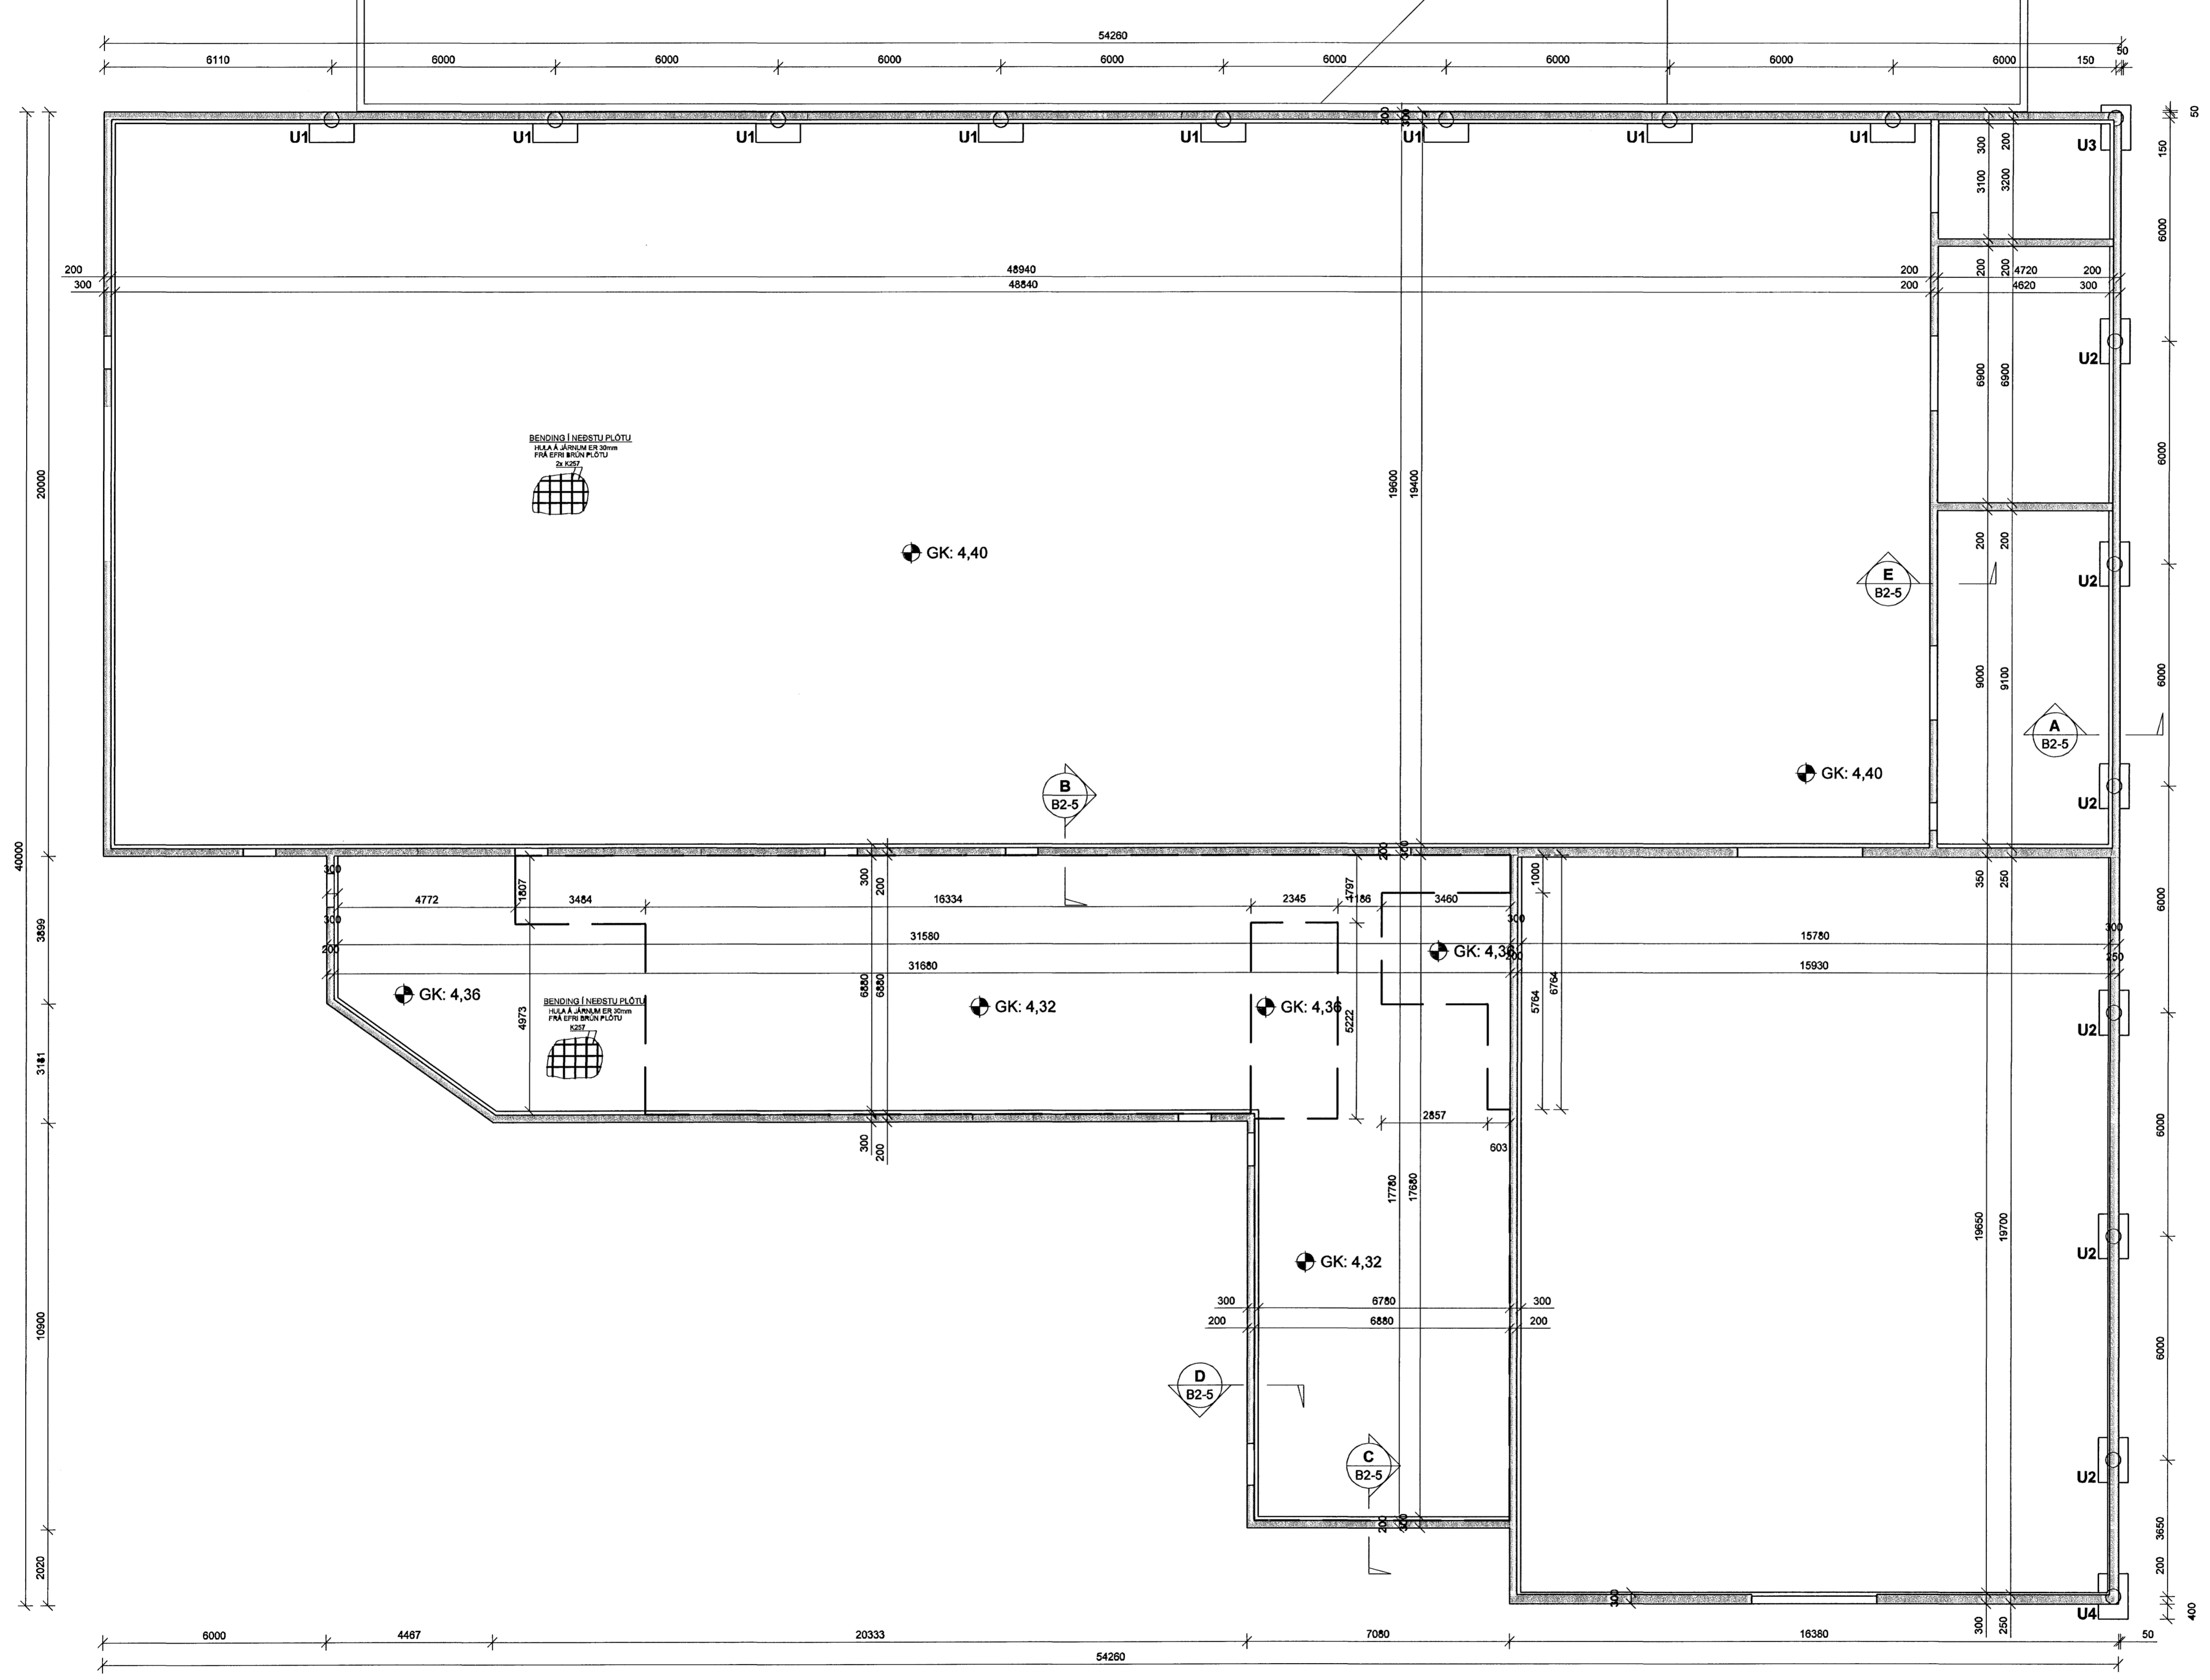 54260
50
6110
6000
6000
6000
6000
6000
6000
6000
6000
150
50
200
300
U1
U1
U1
U1
U1
U1
U1
U1
U3
300
200
150
3100
3200
6000
200
48940
200
200
200
4720
200
300
48840
200
4620
300
U2
6900
6900
BENDING Í NEÐSTU PLÖTU
HULA Á JÁRNUM ER 30mm
FRÁ EFRI BRÚN PLÖTU
2x K257
20000
19600
19400
6000
GK: 4,40
200
200
E
B2-5
U2
9000
9100
6000
A
B2-5
GK: 4,40
B
B2-5
U2
40000
200
300
300
1807
300
200
4797
1000
350
250
4772
3484
16334
2345
1186
3460
6000
3899
300
300
300
200
31580
GK: 4,36
200
15780
250
31680
15930
GK: 4,36
4973
6880
6880
GK: 4,32
GK: 4,36
5222
5764
6764
BENDING Í NEÐSTU PLÖTU
HULA Á JÁRNUM ER 30mm
FRÁ EFRI BRÚN PLÖTU
K257
U2
3181
6000
300
200
2857
603
17780
17680
19650
19700
U2
GK: 4,32
300
6780
300
200
6880
200
10900
6000
D
B2-5
C
B2-5
U2
200
300
3650
2020
200
300
U4
400
300
250
6000
4467
20333
7080
16380
50
54260